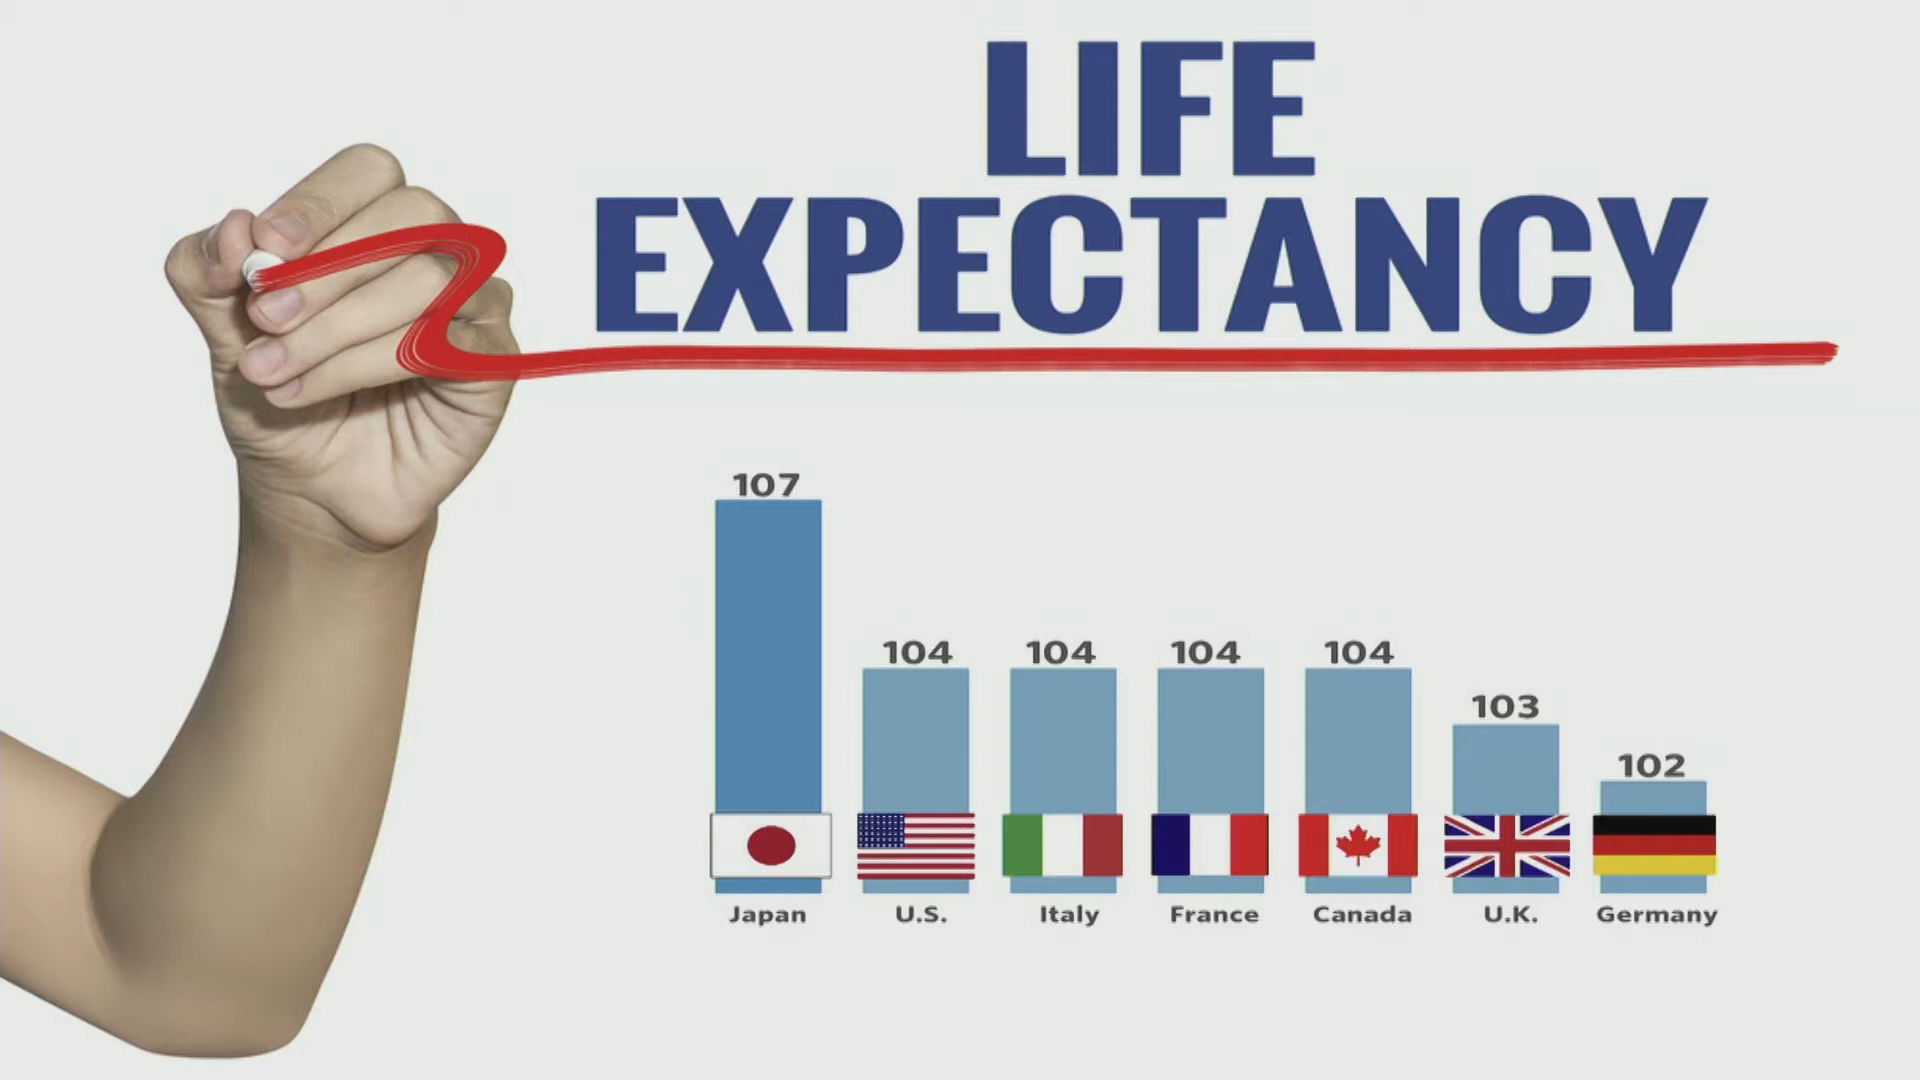 LIFE
EXPECTANCY
107
104 104 104 104
103
102
Japan U.S. Italy France Canada U.K. Germany